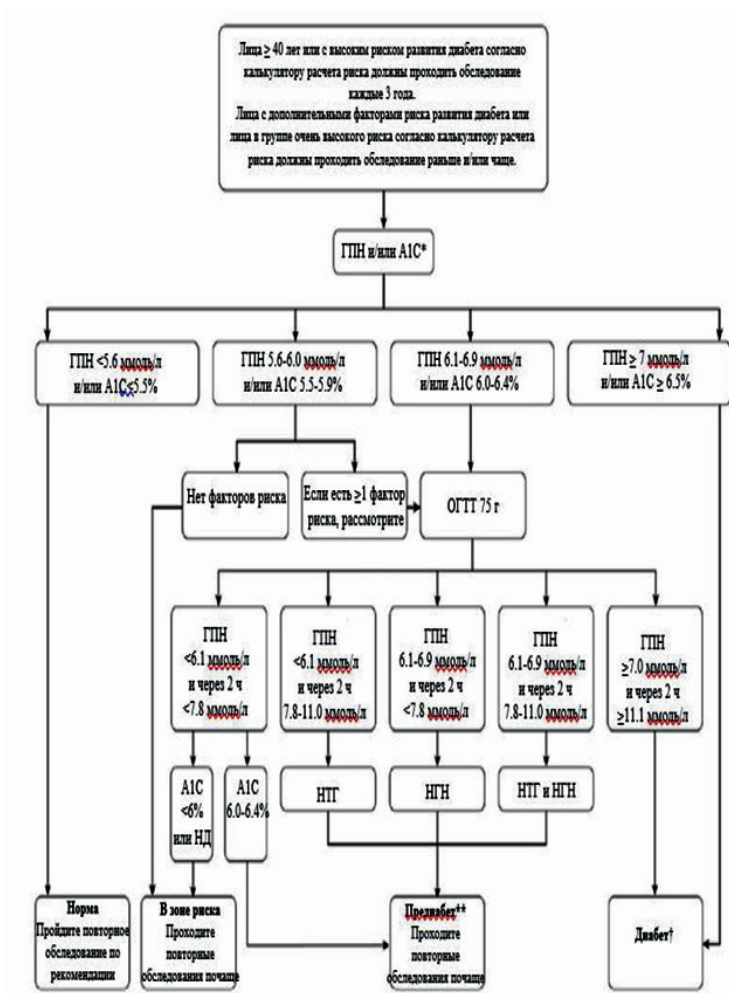 Лица ≥ 40 лет или с высоким риском развития диабета согласно
калькулятору расчета риска должны проходить обследование
каждые 3 года.
Лица с дополнительными факторами риска развития диабета или
лица в группе очень высокого риска согласно калькулятору расчета
риска должны проходить обследование раньше и/или чаще.
ГПН и/или А1С*
ГПН <5.6 ммоль/л
и/или А1С≤5.5%
ГПН 5.6-6.0 ммоль/л
и/или А1С 5.5-5.9%
ГПН 6.1-6.9 ммоль/л
и/или А1С 6.0-6.4%
ГПН ≥ 7 ммоль/л
и/или А1С ≥ 6.5%
Нет факторов риска
Если есть ≥1 фактор
риска, рассмотрите
ОГТТ 75 г
ГПН
<6.1 ммоль/л
и через 2 ч
<7.8 ммоль/л
ГПН
<6.1 ммоль/л
и через 2 ч
7.8-11.0 ммоль/л
ГПН
6.1-6.9 ммоль/л
и через 2 ч
<7.8 ммоль/л
ГПН
6.1-6.9 ммоль/л
и через 2 ч
7.8-11.0 ммоль/л
ГПН
≥7.0 ммоль/л
и через 2 ч
≥11.1 ммоль/л
А1С
<6%
или НД
А1С
6.0-6.4%
НТГ
НГН
НТГ и НГН
Норма
Пройдите повторное
обследование по
рекомендации
В зоне риска
Проходите
повторные
обследования почаще
Предиабет**
Проходите
повторные
обследования почаще
Диабет†